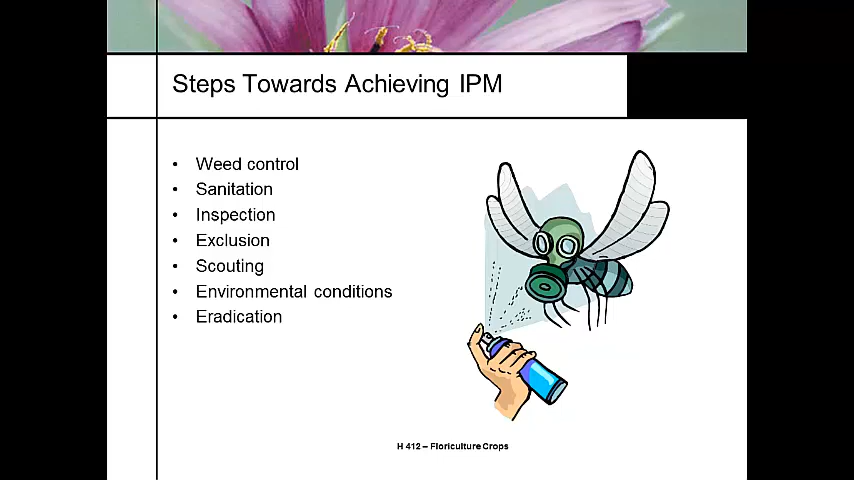 Steps Towards Achieving IPM
• Weed control
• Sanitation
• Inspection
• Exclusion
• Scouting
• Environmental conditions
• Eradication
H 412 – Floriculture Crops